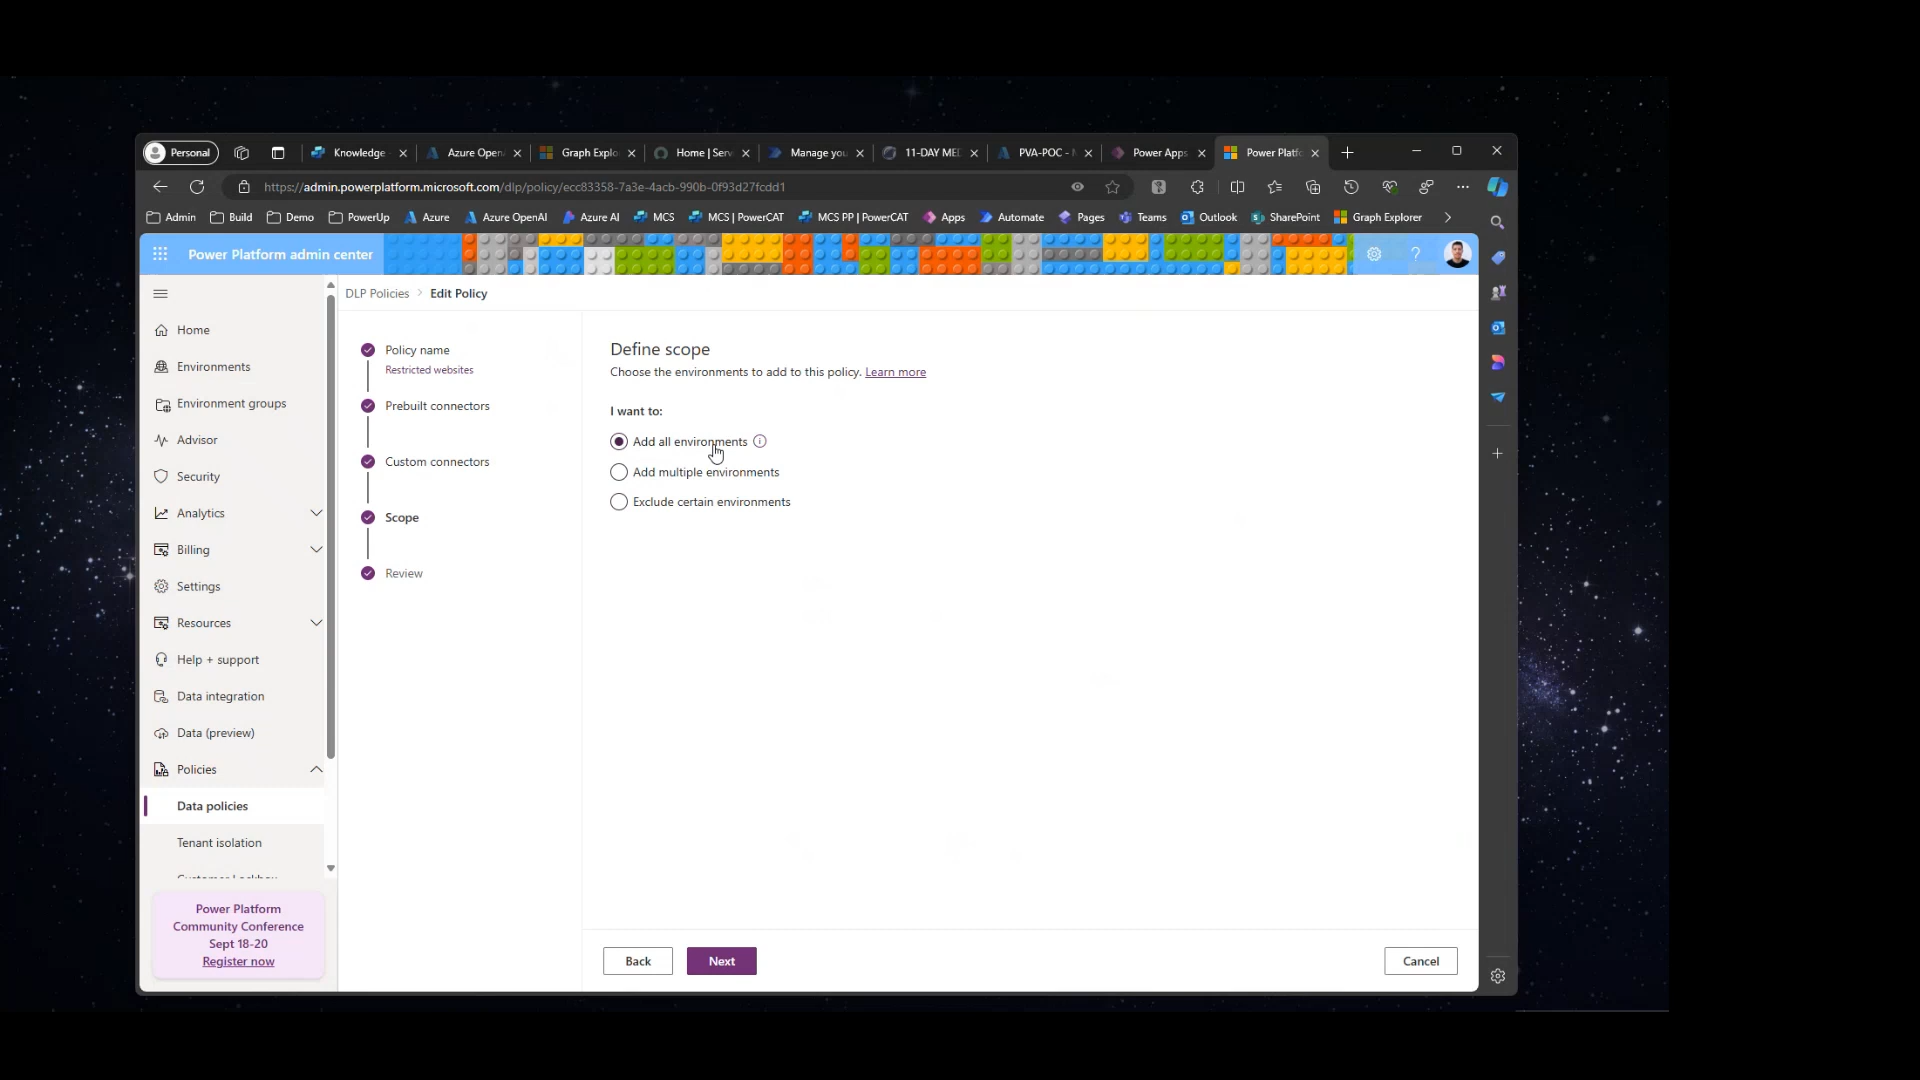 Personal
Knowledge
Azure Open
Graph Explo
Home | Serv
Manage you
11-DAY MED
PVA-POC -
Power Apps
Power Platfo
https://admin.powerplatform.microsoft.com/dlp/policy/ecc83358-7a3e-4acb-990b-0f93d27fcdd1
Admin
Build
Demo
PowerUp
Azure
Azure OpenAI
Azure AI
MCS
MCS | PowerCAT
MCS PP | PowerCAT
Apps
Automate
Pages
Teams
Outlook
SharePoint
Graph Explorer
Power Platform admin center
DLP Policies > Edit Policy
Home
Environments
Environment groups
Advisor
Security
Analytics
Billing
Settings
Resources
Help + support
Data integration
Data (preview)
Policies
Data policies
Tenant isolation
Power Platform
Community Conference
Sept 18-20
Register now
Policy name
Restricted websites
Prebuilt connectors
Custom connectors
Scope
Review
Define scope
Choose the environments to add to this policy. Learn more
I want to:
Add all environments
Add multiple environments
Exclude certain environments
Back
Next
Cancel